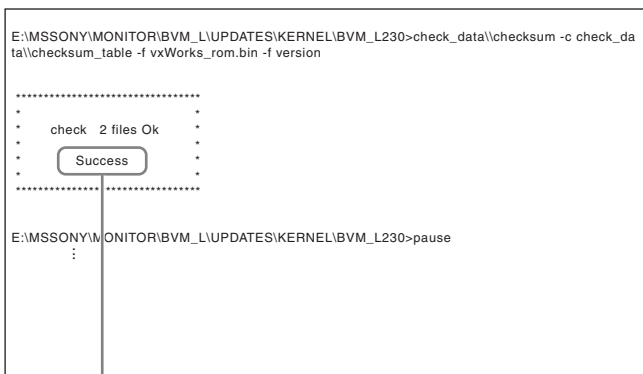 E:\MSSONY\MONITOR\BVM_L\UPDATES\KERNEL\BVM_L230>check_data\\checksum -c check_da
ta\\checksum_table -f vxWorks_rom.bin -f version
*********************************
* *
* check 2 files Ok *
* *
* Success *
* *
*********************************
E:\MSSONY\MONITOR\BVM_L\UPDATES\KERNEL\BVM_L230>pause
⋮